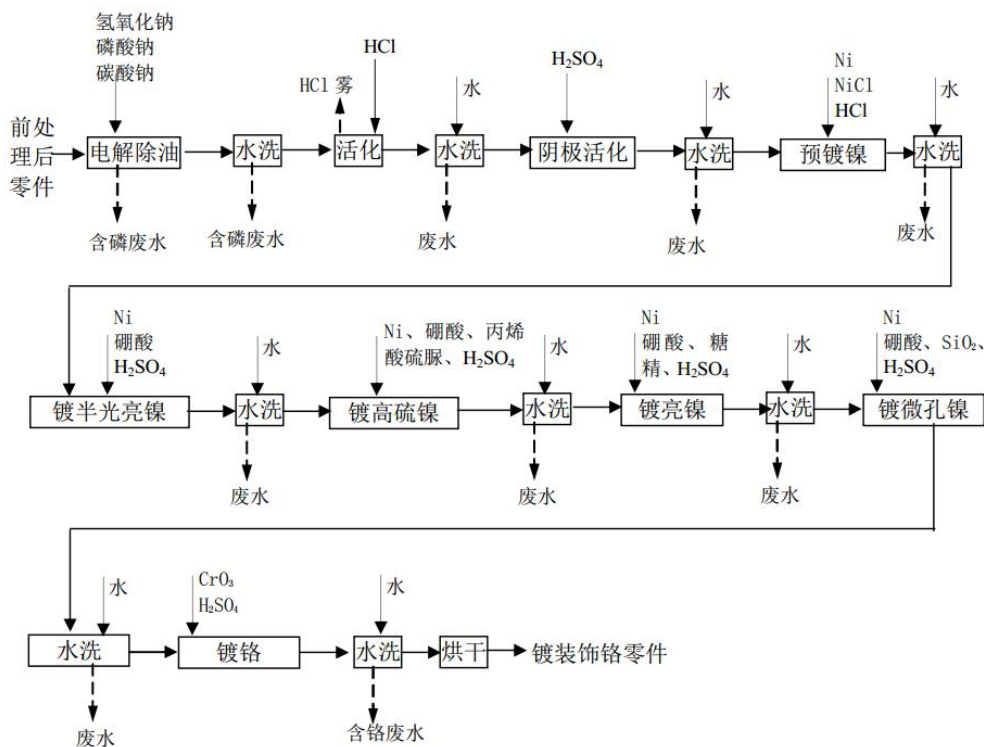 氢氧化钠
磷酸钠
碳酸钠
HCl 雾
HCl
水
H₂SO₄
水
Ni
NiCl
HCl
水
前处
理后
零件
电解除油
水洗
活化
水洗
阴极活化
水洗
预镀镍
水洗
含磷废水
含磷废水
废水
废水
废水
Ni
硼酸
H₂SO₄
水
Ni、硼酸、丙烯
酸硫脲、H₂SO₄
水
Ni
硼酸、糖
精、H₂SO₄
水
Ni
硼酸、SiO₂、
H₂SO₄
镀半光亮镍
水洗
镀高硫镍
水洗
镀亮镍
水洗
镀微孔镍
废水
废水
废水
水
CrO₃
H₂SO₄
水
水洗
镀铬
水洗
烘干
镀装饰铬零件
废水
含铬废水